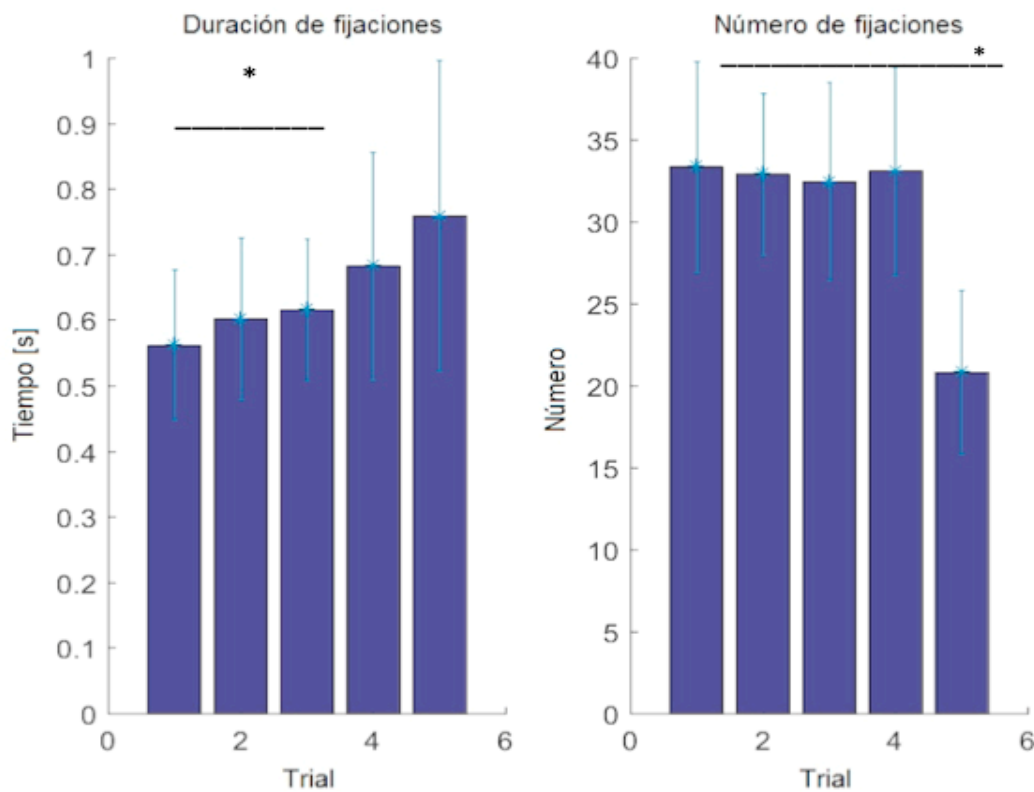 Duración de fijaciones
*
1
0.9
0.8
0.7
0.6
0.5
0.4
0.3
0.2
0.1
0
Tiempo [s]
0 2 4 6
Trial
Número de fijaciones
*
40
35
30
25
20
15
10
5
0
Número
0 2 4 6
Trial